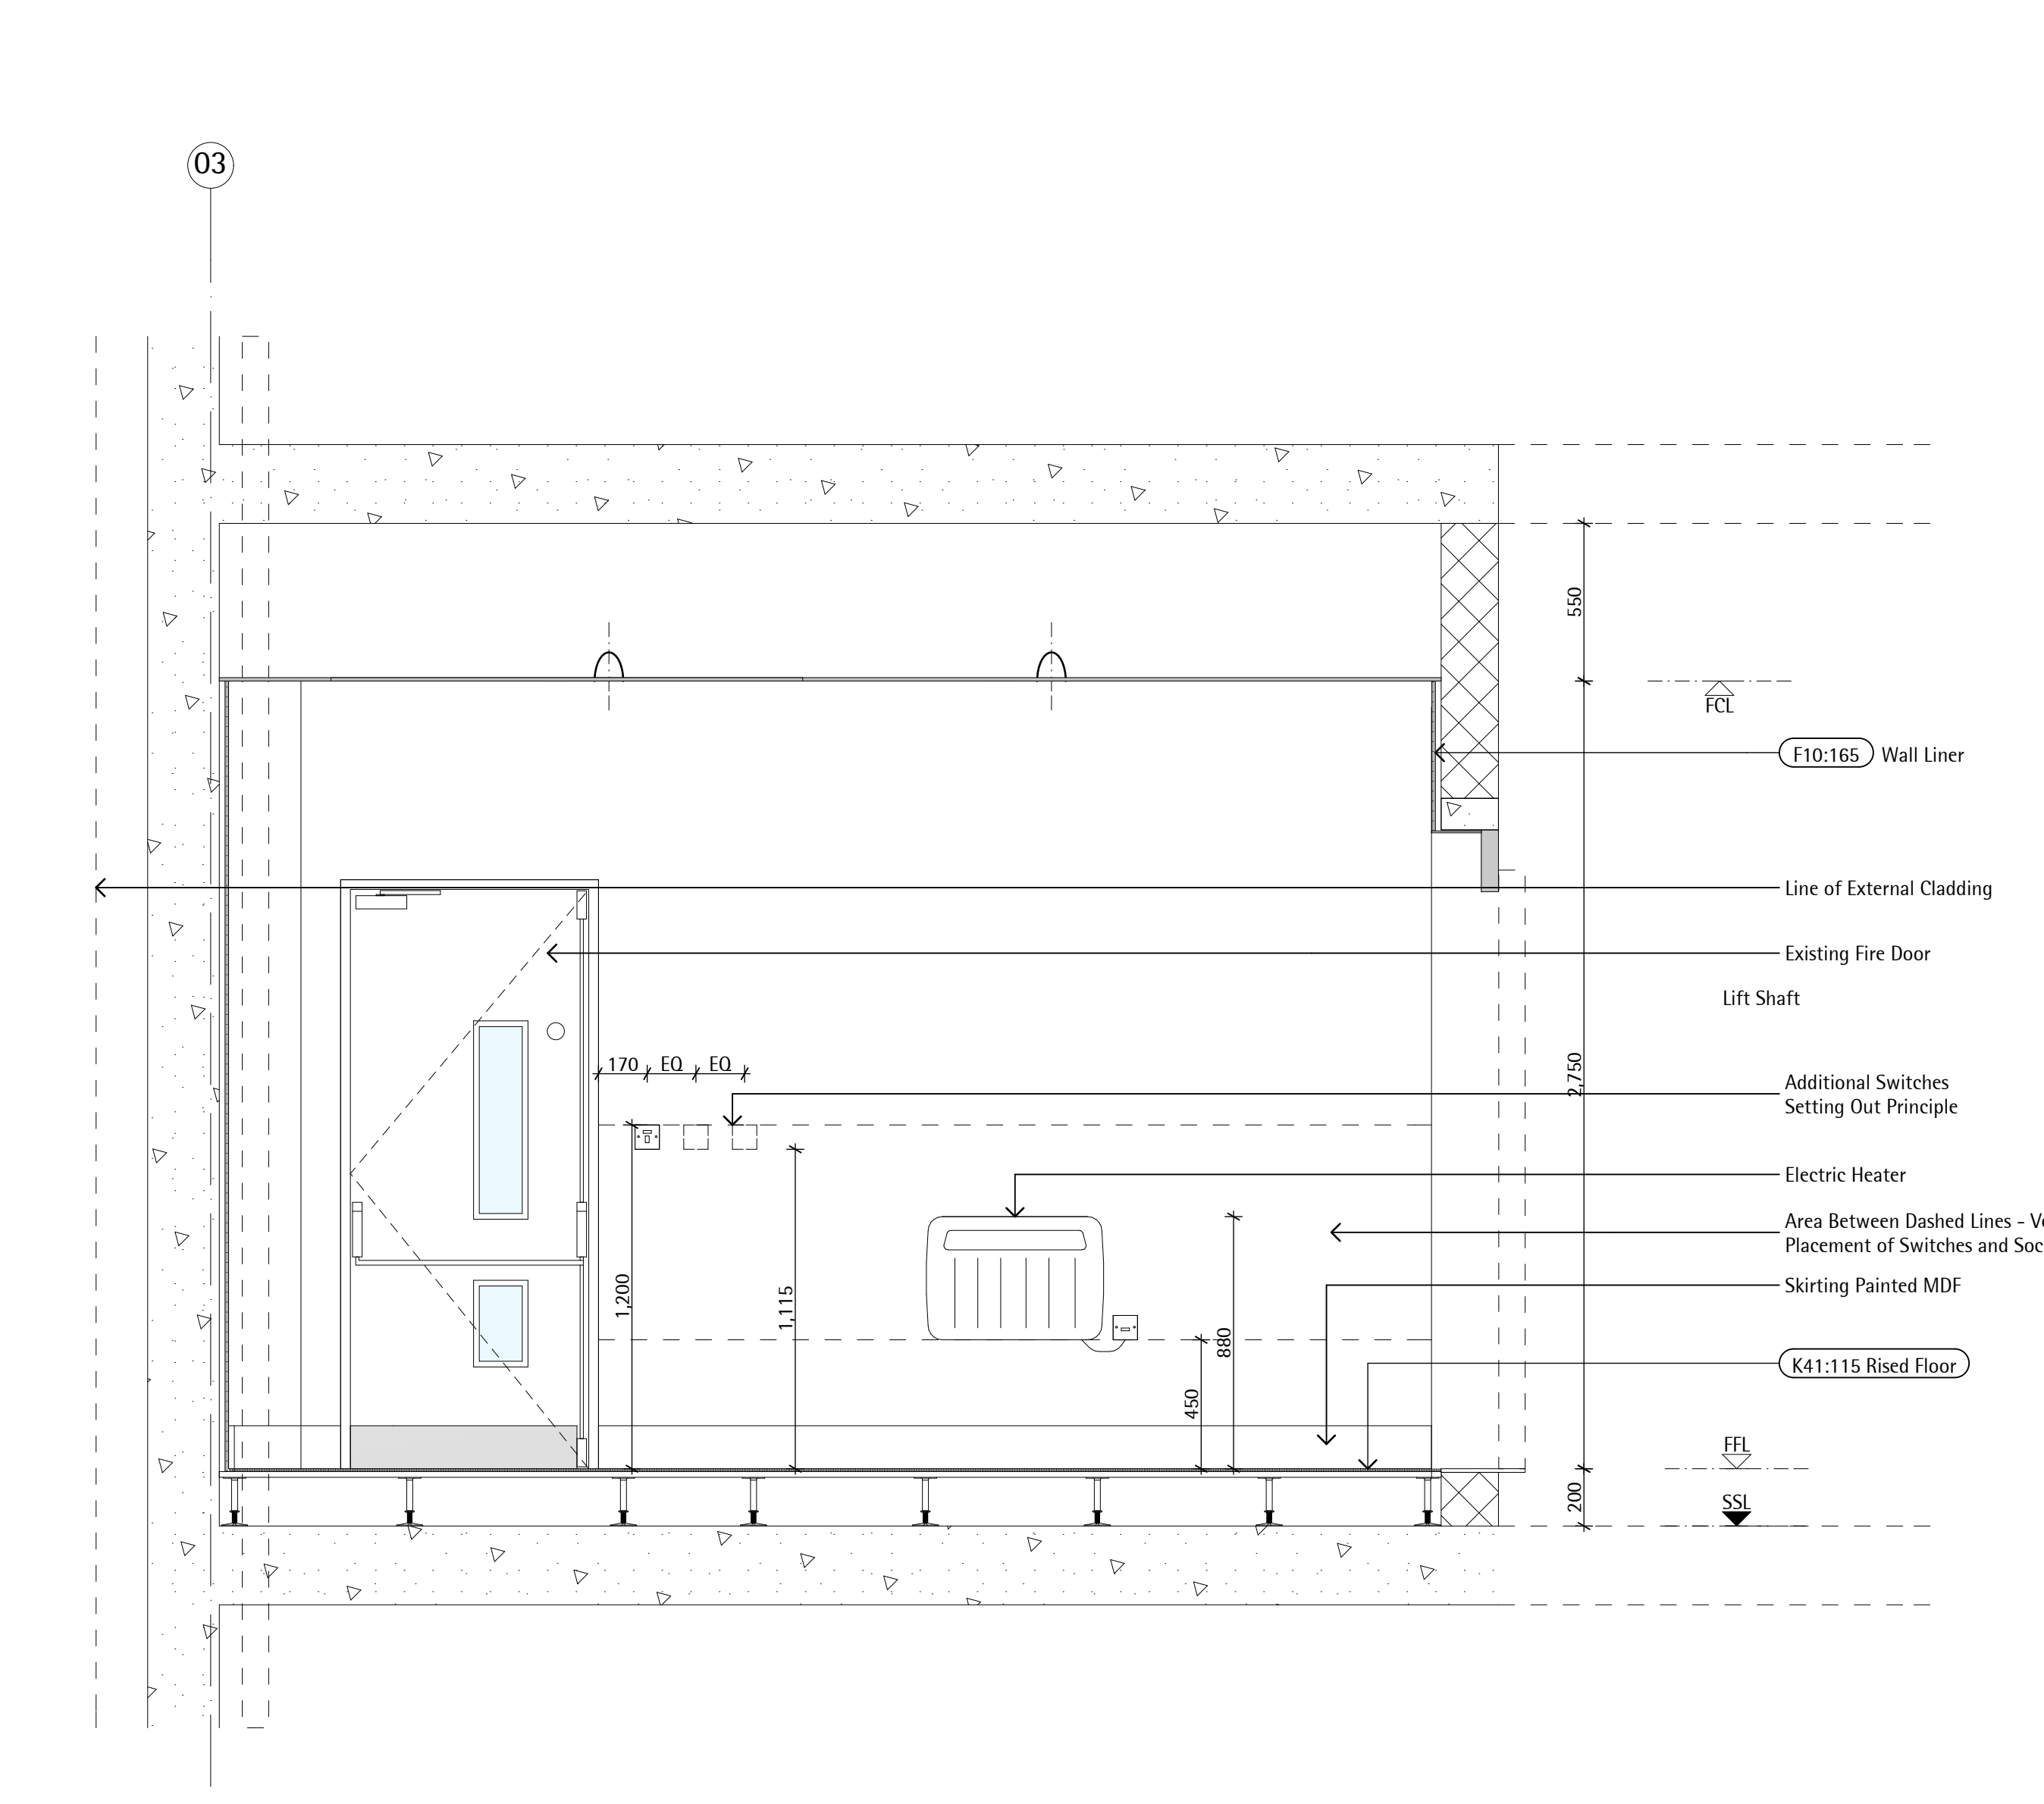 03
550
FCL
F10:165 Wall Liner
Line of External Cladding
Existing Fire Door
Lift Shaft
170 EQ EQ
2,750
Additional Switches
Setting Out Principle
Electric Heater
Area Between Dashed Lines -
Placement of Switches and
1,200
1,115
880
Skirting Painted MDF
K41:115 Rised Floor
450
FFL
200
SSL